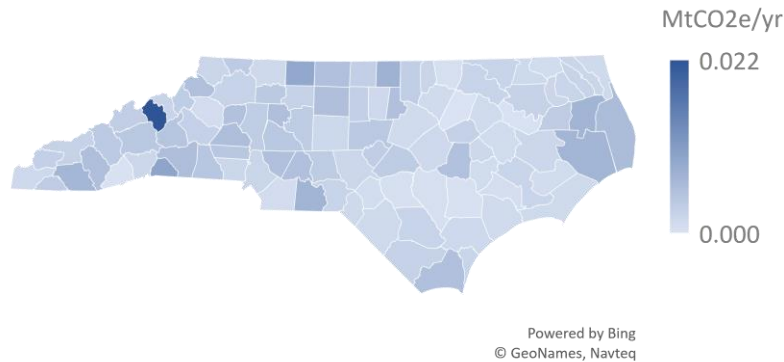 MtCO2e/yr
0.022
0.000
Powered by Bing
© GeoNames, Navteq